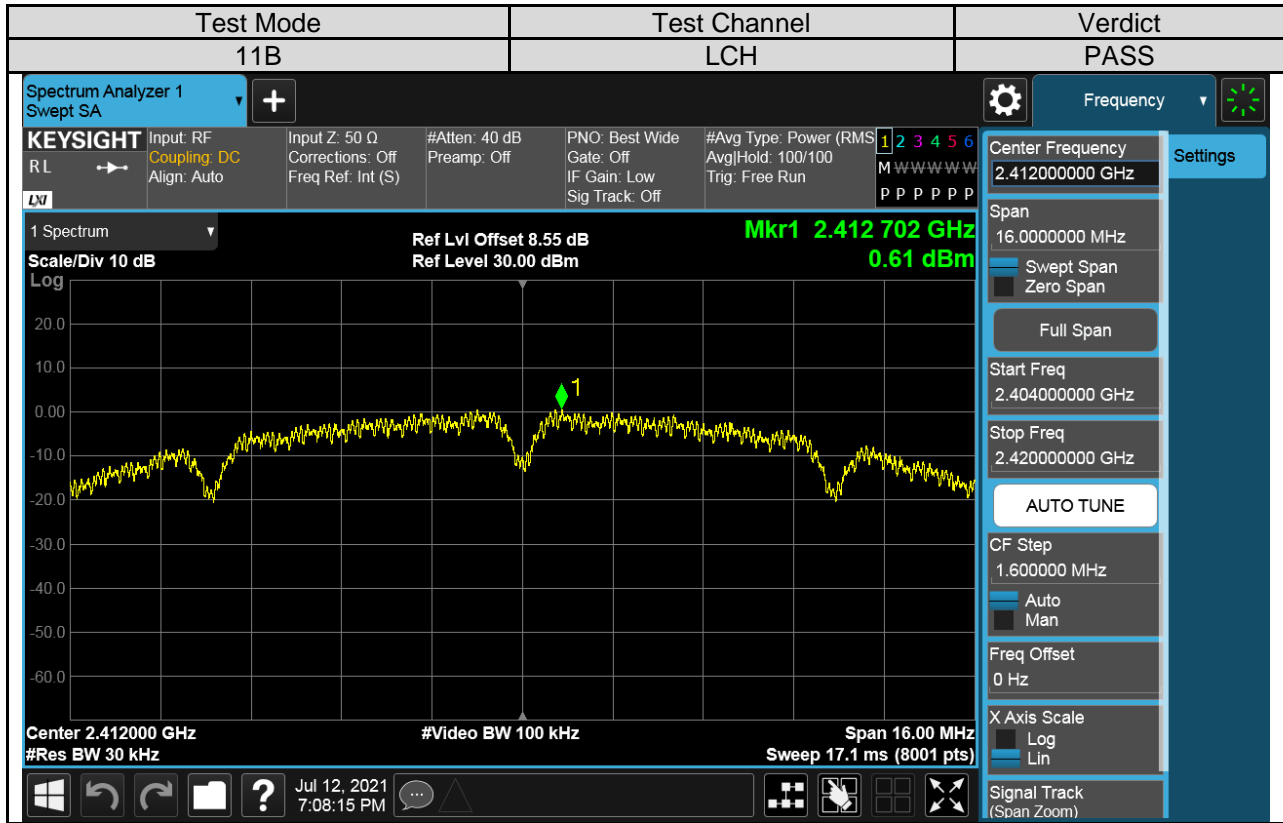 Test Mode Test Channel Verdict
11B LCH PASS
Spectrum Analyzer 1
Swept SA
Frequency
KEYSIGHT
RL
LXI
Input: RF
Coupling: DC
Align: Auto
Input Z: 50 Ω
Corrections: Off
Freq Ref: Int (S)
#Atten: 40 dB
Preamp: Off
PNO: Best Wide
Gate: Off
IF Gain: Low
Sig Track: Off
#Avg Type: Power (RMS
Avg|Hold: 100/100
Trig: Free Run
1 2 3 4 5 6
M W W W W W
P P P P P P
1 Spectrum
Scale/Div 10 dB
Log
Ref Lvl Offset 8.55 dB
Ref Level 30.00 dBm
Mkr1 2.412 702 GHz
0.61 dBm
20.0
10.0
0.00
-10.0
-20.0
-30.0
-40.0
-50.0
-60.0
1
Center 2.412000 GHz
#Res BW 30 kHz
#Video BW 100 kHz
Span 16.00 MHz
Sweep 17.1 ms (8001 pts)
Center Frequency
2.412000000 GHz
Settings
Span
16.0000000 MHz
Swept Span
Zero Span
Full Span
Start Freq
2.404000000 GHz
Stop Freq
2.420000000 GHz
AUTO TUNE
CF Step
1.600000 MHz
Auto
Man
Freq Offset
0 Hz
X Axis Scale
Log
Lin
Signal Track
(Span Zoom)
?
Jul 12, 2021
7:08:15 PM